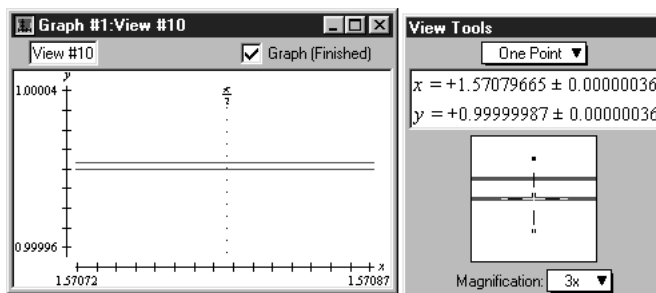 Graph #1:View #10
View #10
Graph (Finished)
y
1.00004
π
2
0.99996
x
1.57072
1.57087
View Tools
One Point
x = +1.57079665 ± 0.00000036
y = +0.99999987 ± 0.00000036
Magnification: 3x